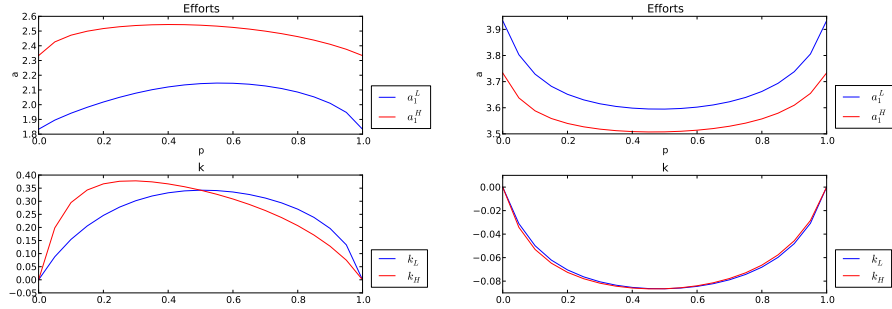 Efforts
2.6
2.5
2.4
2.3
2.2
2.1
2.0
1.9
1.8
a
0.0 0.2 0.4 0.6 0.8 1.0
p
a_1^L
a_1^H
k
0.40
0.35
0.30
0.25
0.20
0.15
0.10
0.05
0.00
−0.05
0.0 0.2 0.4 0.6 0.8 1.0
k_L
k_H
Efforts
3.9
3.8
3.7
3.6
3.5
a
0.0 0.2 0.4 0.6 0.8 1.0
p
a_1^L
a_1^H
k
0.00
−0.02
−0.04
−0.06
−0.08
0.0 0.2 0.4 0.6 0.8 1.0
k_L
k_H